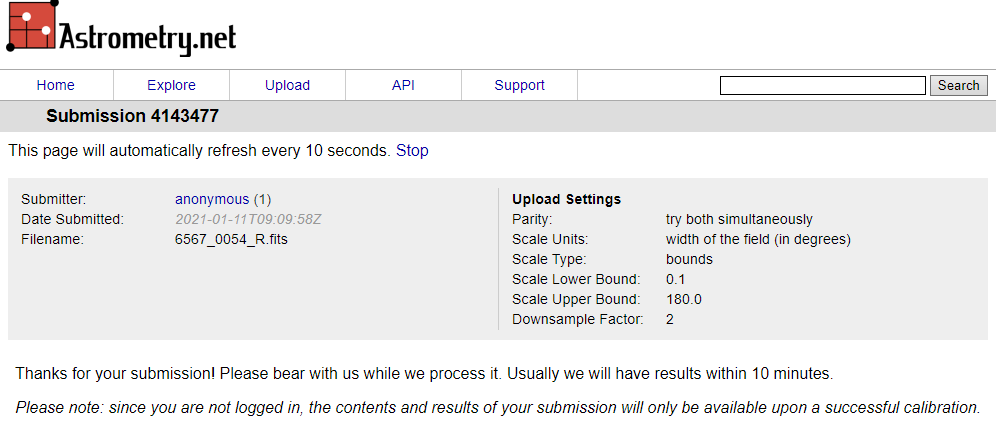 Astrometry.net
Home Explore Upload API Support Search
Submission 4143477
This page will automatically refresh every 10 seconds. Stop
Submitter: anonymous (1)
Date Submitted: 2021-01-11T09:09:58Z
Filename: 6567_0054_R.fits
Upload Settings
Parity: try both simultaneously
Scale Units: width of the field (in degrees)
Scale Type: bounds
Scale Lower Bound: 0.1
Scale Upper Bound: 180.0
Downsample Factor: 2
Thanks for your submission! Please bear with us while we process it. Usually we will have results within 10 minutes.
Please note: since you are not logged in, the contents and results of your submission will only be available upon a successful calibration.